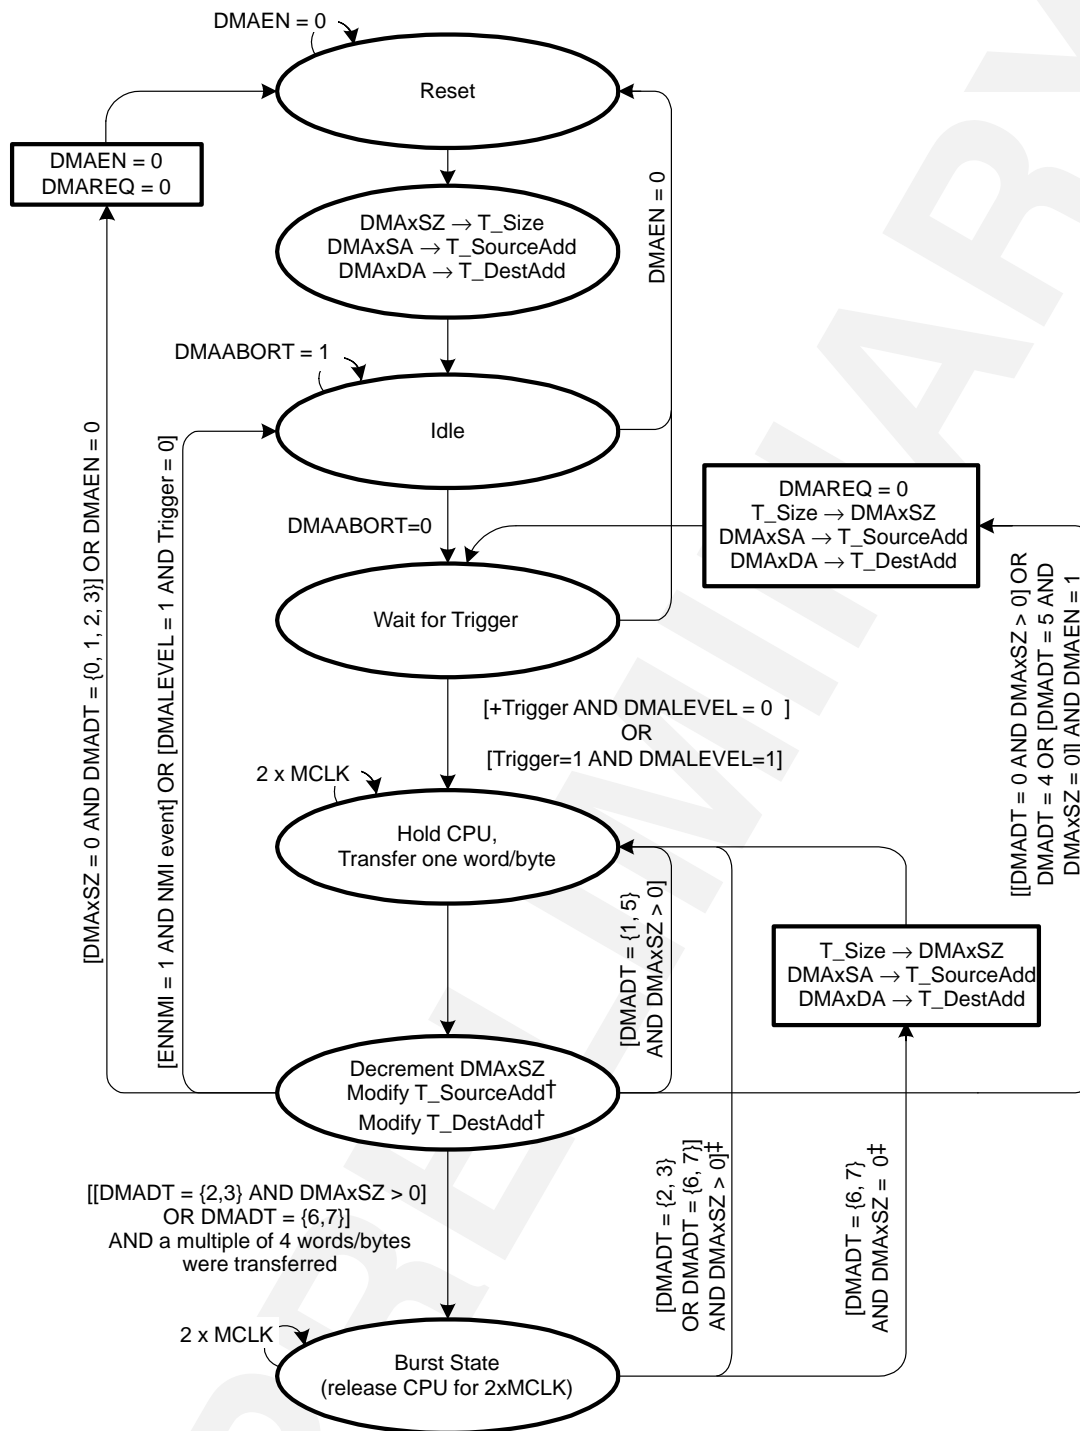 DMAEN = 0
Reset
DMAEN = 0
DMAREQ = 0
DMAEN = 0
DMAxSZ → T_Size
DMAxSA → T_SourceAdd
DMAxDA → T_DestAdd
DMAABORT = 1
Idle
DMAABORT=0
DMAREQ = 0
T_Size → DMAxSZ
DMAxSA → T_SourceAdd
DMAxDA → T_DestAdd
Wait for Trigger
[DMAxSZ = 0 AND DMADT = {0, 1, 2, 3}] OR DMAEN = 0
[ENNMI = 1 AND NMI event] OR [DMALEVEL = 1 AND Trigger = 0]
[+Trigger AND DMALEVEL = 0 ]
OR
[Trigger=1 AND DMALEVEL=1]
[[DMADT = 0 AND DMAxSZ > 0] OR
DMADT = 4 OR [DMADT = 5 AND
DMAxSZ = 0]] AND DMAEN = 1
2 x MCLK
Hold CPU,
Transfer one word/byte
[DMADT = {1, 5}
AND DMAxSZ > 0]
T_Size → DMAxSZ
DMAxSA → T_SourceAdd
DMAxDA → T_DestAdd
Decrement DMAxSZ
Modify T_SourceAdd†
Modify T_DestAdd†
[[DMADT = {2,3} AND DMAxSZ > 0]
OR DMADT = {6,7}]
AND a multiple of 4 words/bytes
were transferred
[DMADT = {2, 3}
OR DMADT = {6, 7}]
AND DMAxSZ > 0]‡
[DMADT = {6, 7}
AND DMAxSZ = 0‡
2 x MCLK
Burst State
(release CPU for 2xMCLK)
PRELIMINARY